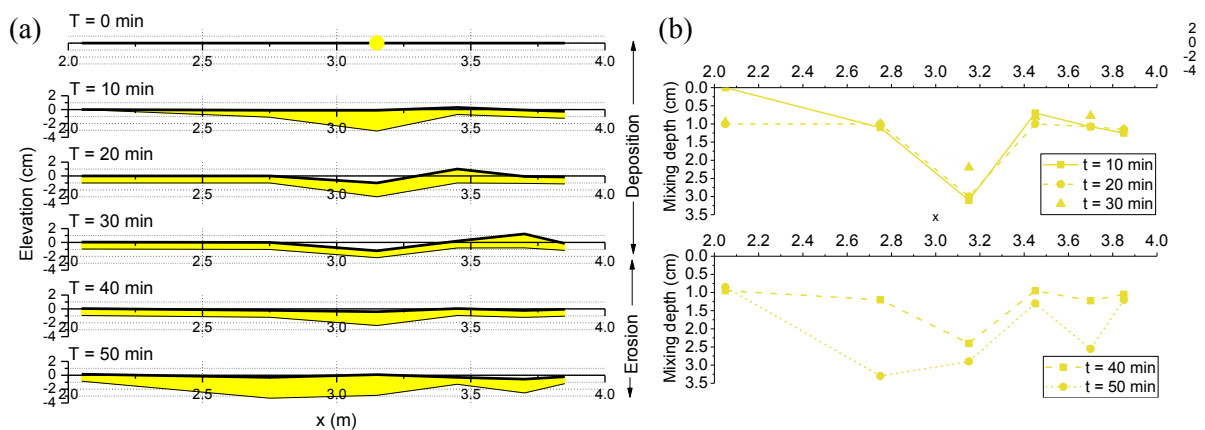 (a)
T = 0 min
2.0 2.5 3.0 3.5 4.0
T = 10 min
2
0
-2
-4
2.0 2.5 3.0 3.5 4.0
T = 20 min
2
0
-2
-4
2.0 2.5 3.0 3.5 4.0
T = 30 min
2
0
-2
-4
2.0 2.5 3.0 3.5 4.0
T = 40 min
2
0
-2
-4
2.0 2.5 3.0 3.5 4.0
T = 50 min
2
0
-2
-4
2.0 2.5 3.0 3.5 4.0
Elevation (cm)
x (m)
Deposition
Erosion
(b)
2
0
-2
-4
2.0 2.2 2.4 2.6 2.8 3.0 3.2 3.4 3.6 3.8 4.0
0.0
0.5
1.0
1.5
2.0
2.5
3.0
3.5
Mixing depth (cm)
t = 10 min
t = 20 min
t = 30 min
x
2.0 2.2 2.4 2.6 2.8 3.0 3.2 3.4 3.6 3.8 4.0
0.0
0.5
1.0
1.5
2.0
2.5
3.0
3.5
Mixing depth (cm)
t = 40 min
t = 50 min